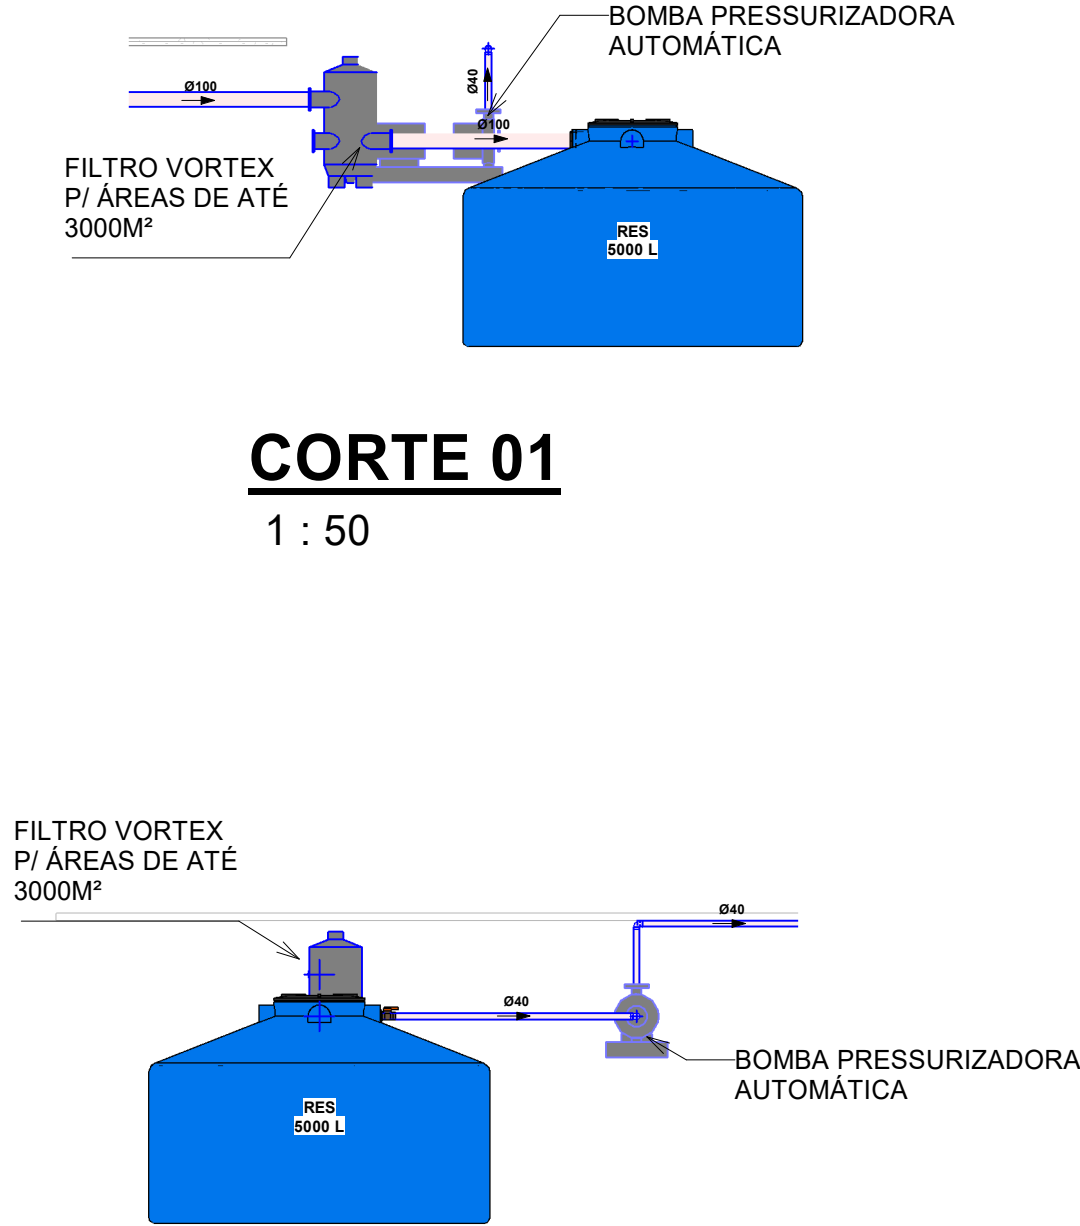 BOMBA PRESSURIZADORA
AUTOMÁTICA
Ø100
Ø40
Ø100
FILTRO VORTEX
P/ ÁREAS DE ATÉ
3000M²
RES
5000 L
CORTE 01
1 : 50
FILTRO VORTEX
P/ ÁREAS DE ATÉ
3000M²
Ø40
Ø40
BOMBA PRESSURIZADORA
AUTOMÁTICA
RES
5000 L